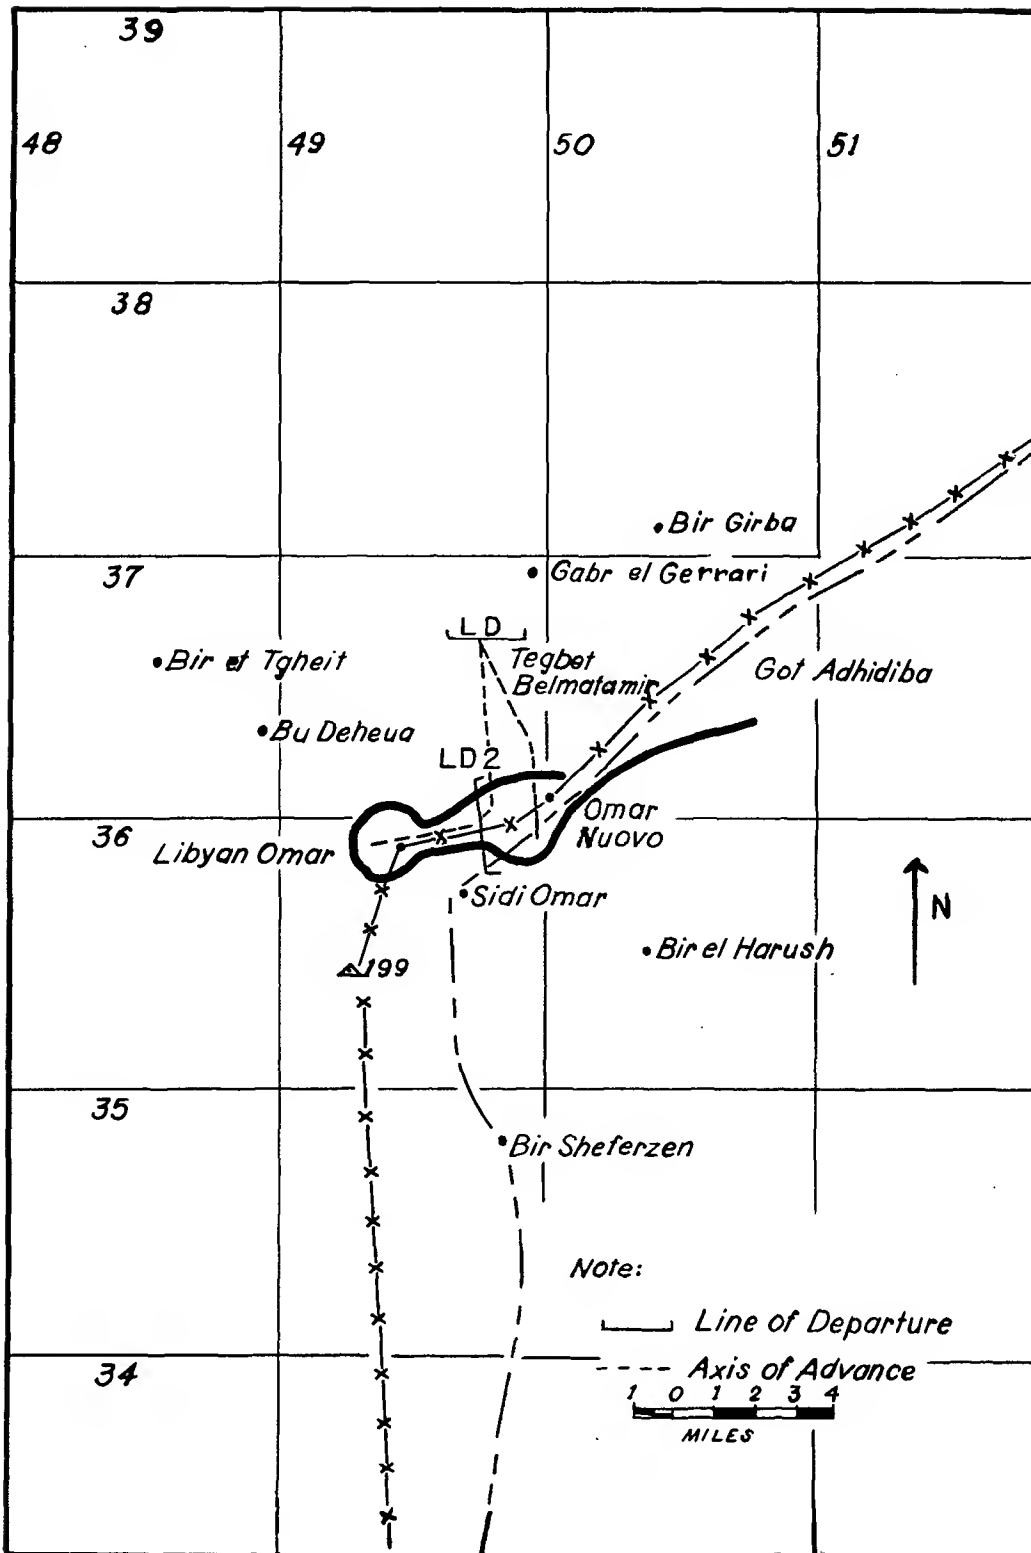 39
48
49
50
51
38
Bir Girba
37
Gabr el Gerrari
LD
Bir et Tgheit
Tegbet
Belmatamir
Got Adhidiba
Bu Deheua
LD2
Omar
Nuovo
36
Libyan Omar
Sidi Omar
N
Bir el Harush
199
35
Bir Sheferzen
Note:
Line of Departure
34
Axis of Advance
1 0 1 2 3 4
MILES